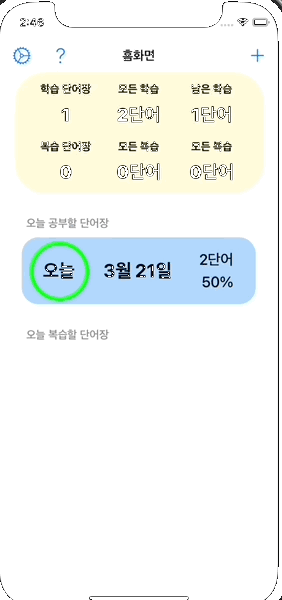 2:46
? 홈화면 +
학습 단어장 모든 학습 남은 학습
1 2단어 1단어
복습 단어장 모든 복습 모든 복습
0 0단어 0단어
오늘 공부할 단어장
오늘 3월 21일 2단어
50%
오늘 복습할 단어장